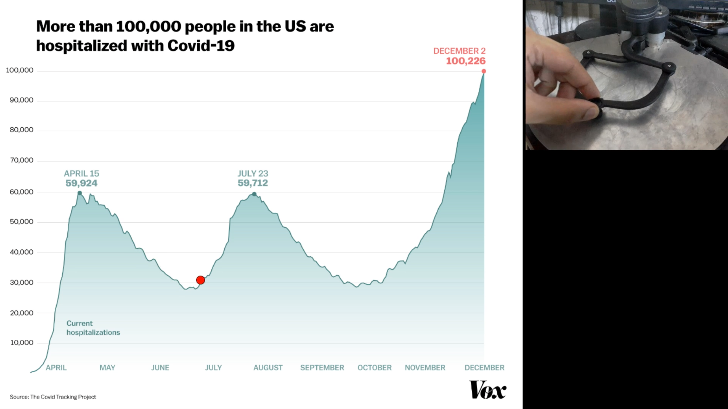 More than 100,000 people in the US are
hospitalized with Covid-19
DECEMBER 2
100,226
100,000
90,000
80,000
70,000
APRIL 15
59,924
JULY 23
59,712
60,000
50,000
40,000
30,000
20,000
Current
hospitalizations
10,000
APRIL MAY JUNE JULY AUGUST SEPTEMBER OCTOBER NOVEMBER DECEMBER
Source: The Covid Tracking Project
Vox